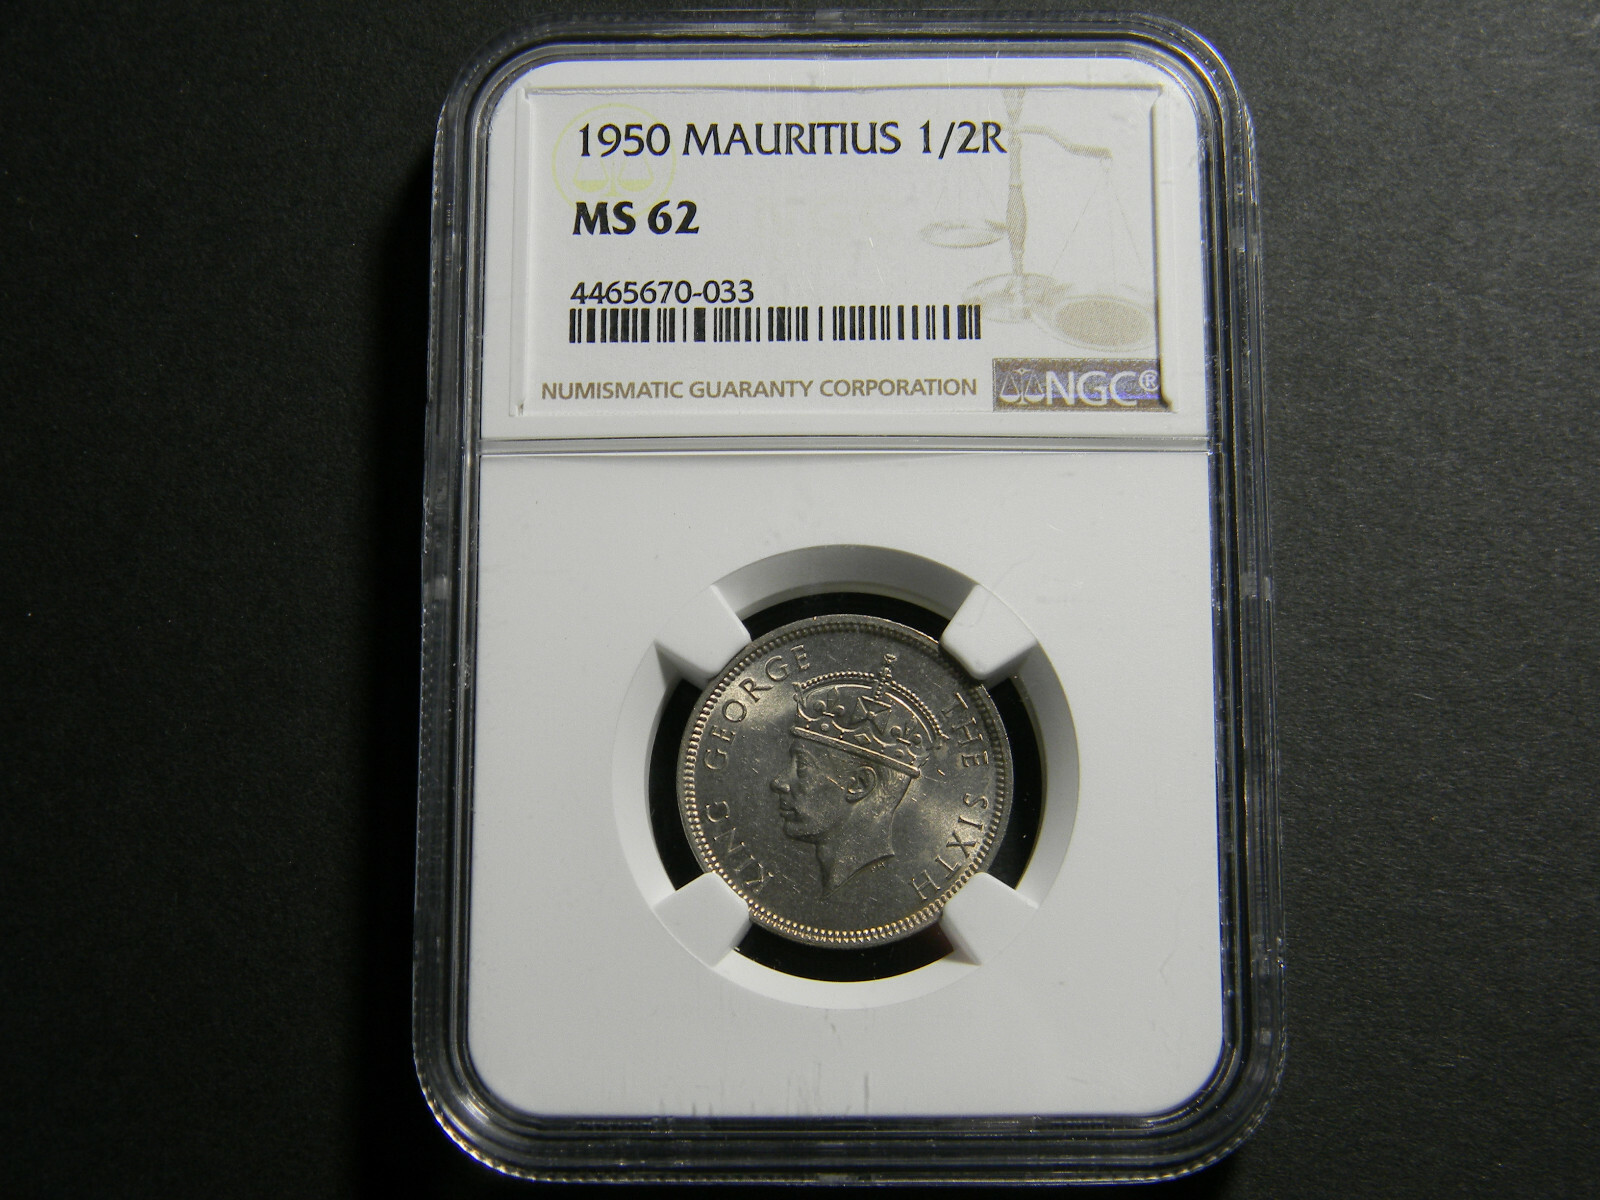 1950 MAURITIUS 1/2R
MS 62
4465670-033
NUMISMATIC GUARANTY CORPORATION
NGC®
KING GEORGE THE SIXTH